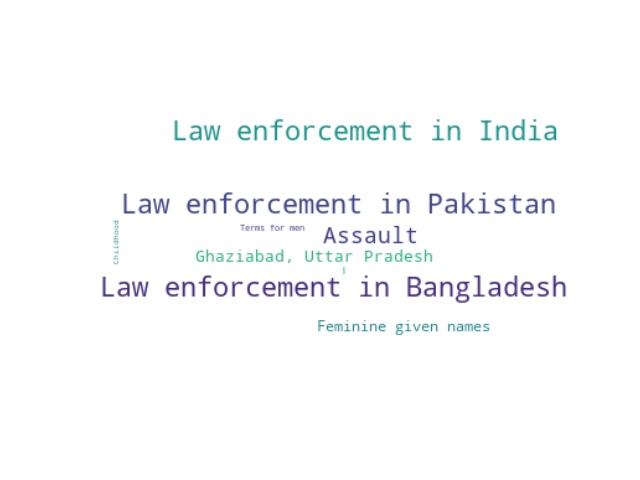 Law enforcement in India
Law enforcement in Pakistan
Childhood
Terms for men
Assault
Ghaziabad, Uttar Pradesh
Law enforcement in Bangladesh
Feminine given names